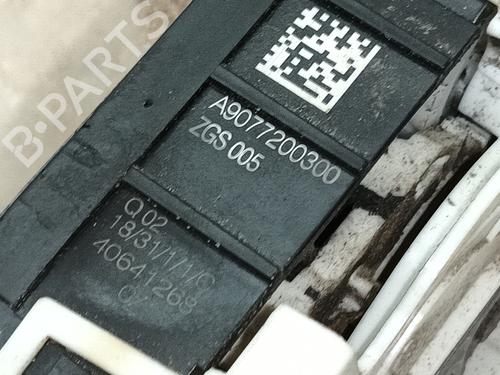 B-PARTS
A9077200300
ZGS 005
Q 02
18/31/1/1/C
40641268